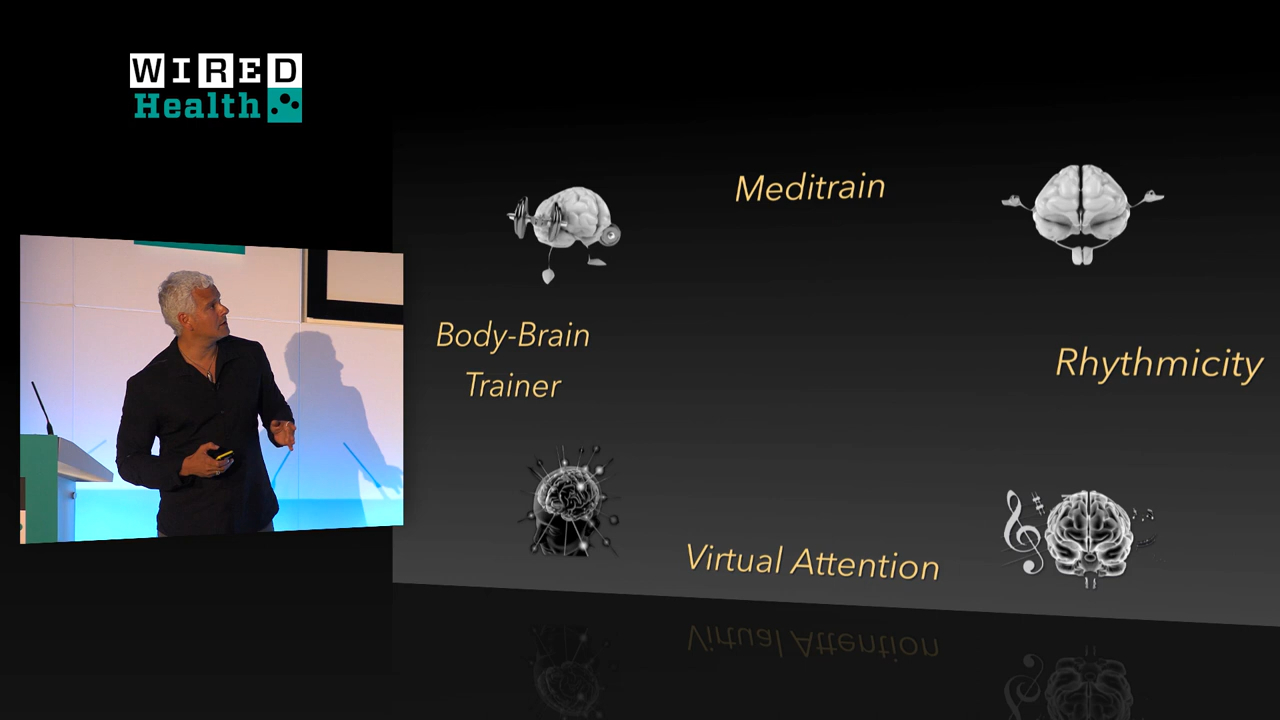 WIRED
Health
Meditrain
Body-Brain
Trainer
Rhythmicity
Virtual Attention